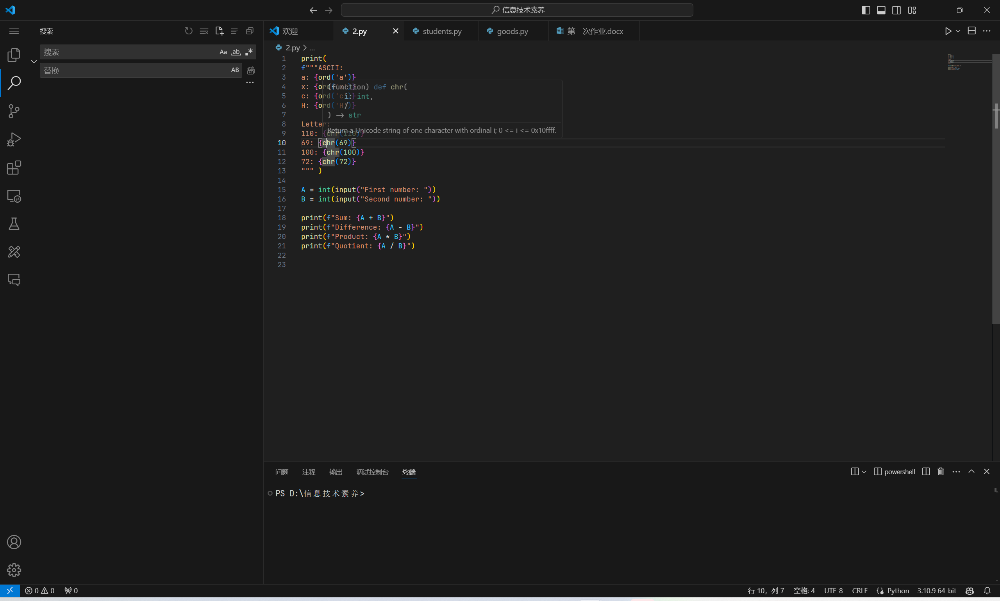 信息技术素养
搜索
搜索
Aa ab .*
替换
AB
欢迎
2.py
students.py
goods.py
第一次作业.docx
2.py > ...
1 print(
2 f"""ASCII:
3 a: {ord('a')}
4 x: {o
5 c: {ord('c
6 H: {ord('H')}
7
8 Letter:
9 110: {chr(110)}
10 69: {chr(69)}
11 100: {chr(100)}
12 72: {chr(72)}
13 """ )
14
15 A = int(input("First number: "))
16 B = int(input("Second number: "))
17
18 print(f"Sum: {A + B}")
19 print(f"Difference: {A - B}")
20 print(f"Product: {A * B}")
21 print(f"Quotient: {A / B}")
22
23
(function) def chr(
i: int,
/
) -> str
Return a Unicode string of one character with ordinal i; 0 <= i <= 0x10ffff.
问题 注释 输出 调试控制台 终端
powershell
PS D:\信息技术素养>
0 0 0
行 10，列 7 空格: 4 UTF-8 CRLF Python 3.10.9 64-bit